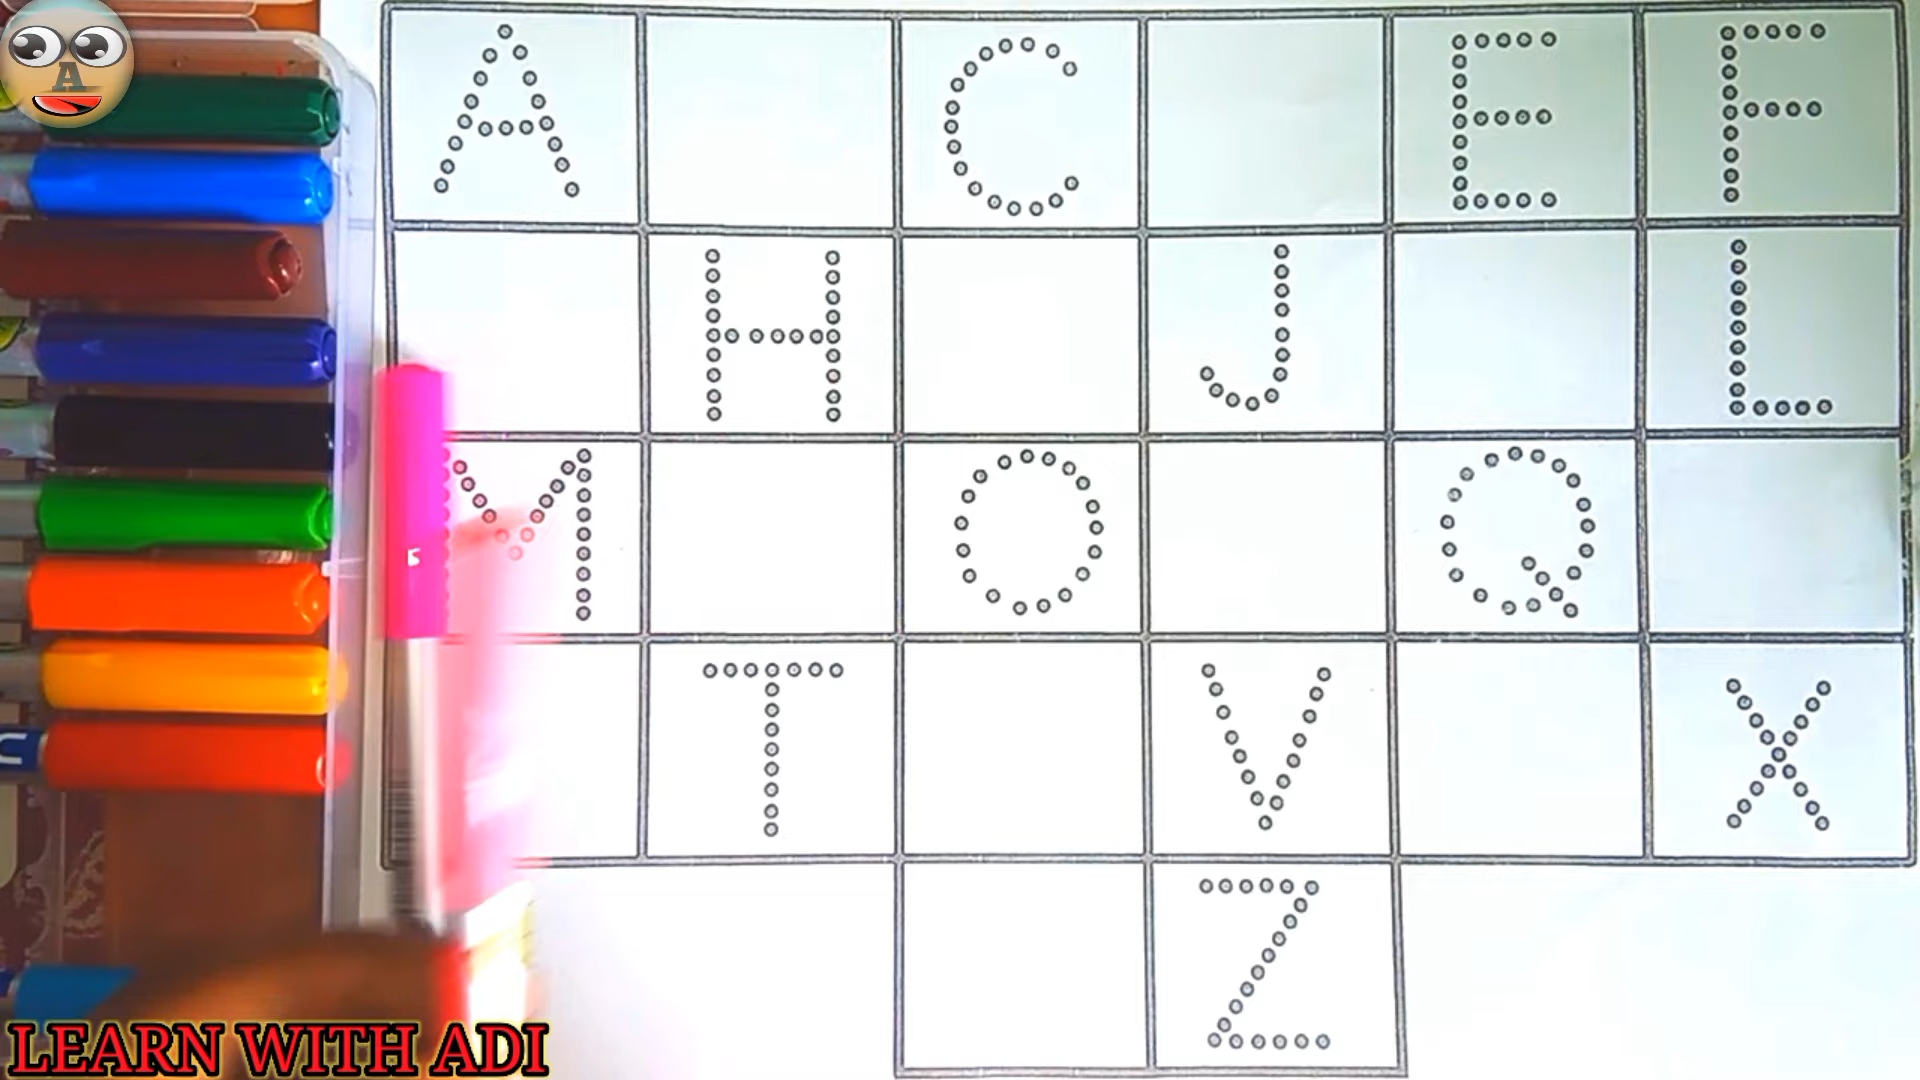 A
A C E F
H J L
M O Q
T V X
Z
LEARN WITH ADI